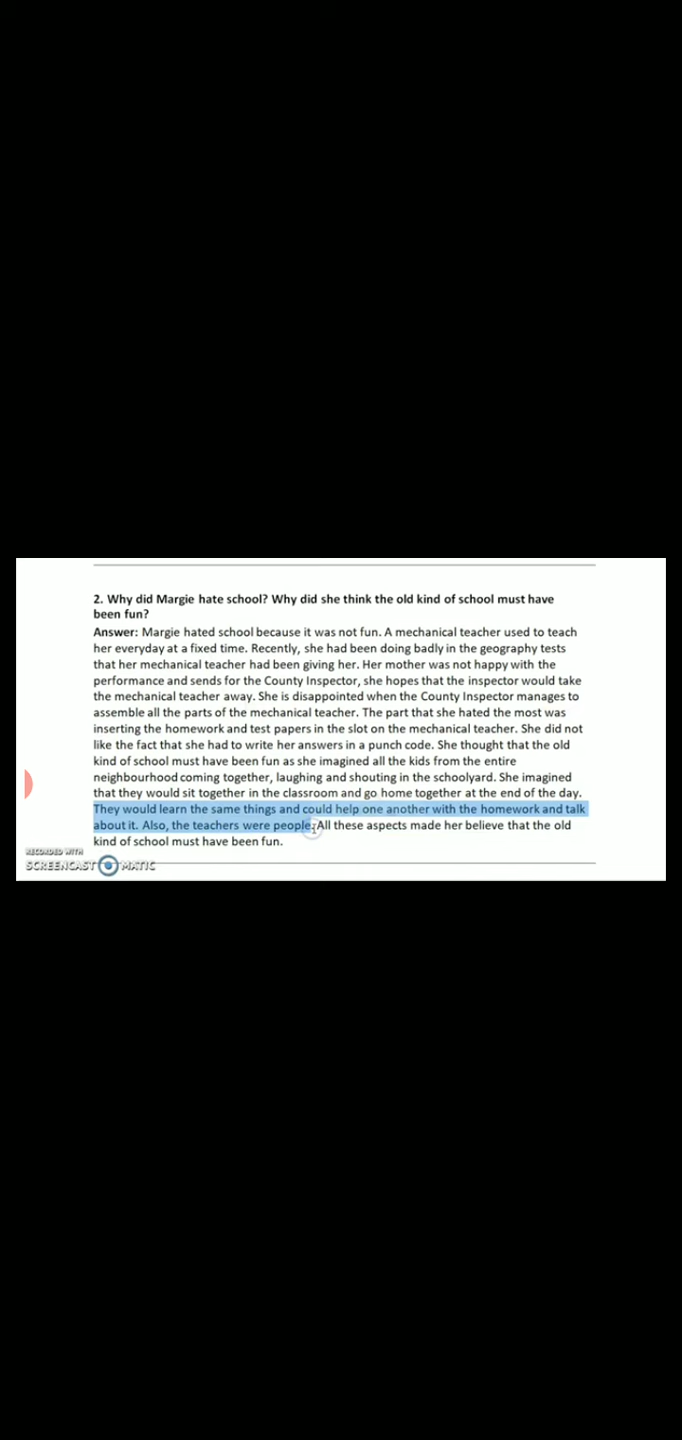 2. Why did Margie hate school? Why did she think the old kind of school must have
been fun?
Answer: Margie hated school because it was not fun. A mechanical teacher used to teach
her everyday at a fixed time. Recently, she had been doing badly in the geography tests
that her mechanical teacher had been giving her. Her mother was not happy with the
performance and sends for the County Inspector, she hopes that the inspector would take
the mechanical teacher away. She is disappointed when the County Inspector manages to
assemble all the parts of the mechanical teacher. The part that she hated the most was
inserting the homework and test papers in the slot on the mechanical teacher. She did not
like the fact that she had to write her answers in a punch code. She thought that the old
kind of school must have been fun as she imagined all the kids from the entire
neighbourhood coming together, laughing and shouting in the schoolyard. She imagined
that they would sit together in the classroom and go home together at the end of the day.
They would learn the same things and could help one another with the homework and talk
about it. Also, the teachers were people. All these aspects made her believe that the old
kind of school must have been fun.
RECORDED WITH
SCREENCAST MATIC